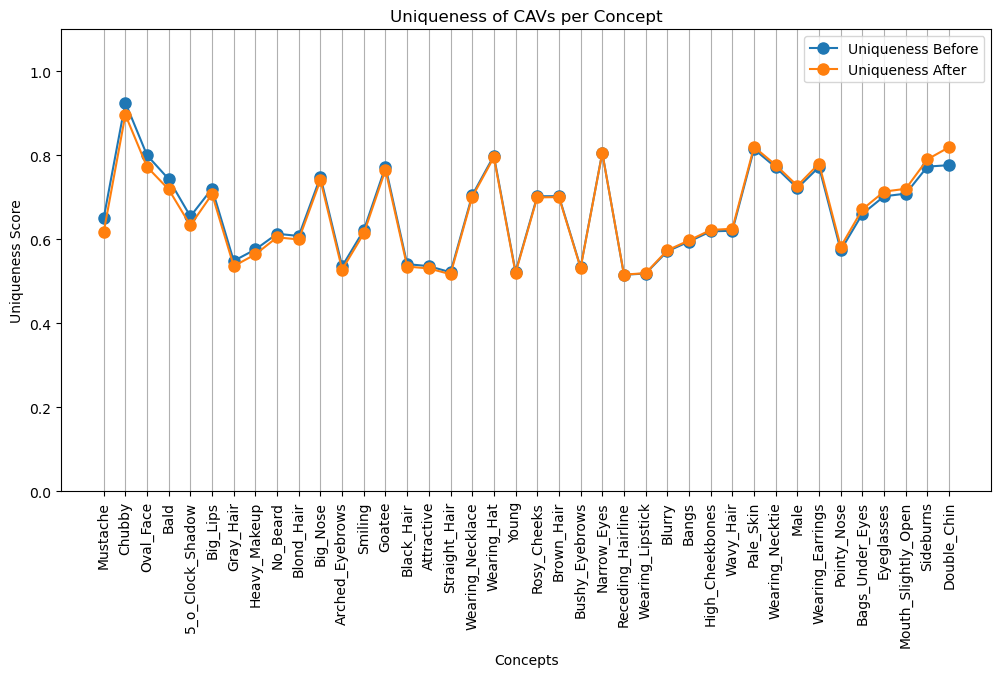 Uniqueness of CAVs per Concept
Uniqueness Before
Uniqueness After
Uniqueness Score
1.0
0.8
0.6
0.4
0.2
0.0
Mustache
Chubby
Oval_Face
Bald
5_o_Clock_Shadow
Big_Lips
Gray_Hair
Heavy_Makeup
No_Beard
Blond_Hair
Big_Nose
Arched_Eyebrows
Smiling
Goatee
Black_Hair
Attractive
Straight_Hair
Wearing_Necklace
Wearing_Hat
Young
Rosy_Cheeks
Brown_Hair
Bushy_Eyebrows
Narrow_Eyes
Receding_Hairline
Wearing_Lipstick
Blurry
Bangs
High_Cheekbones
Wavy_Hair
Pale_Skin
Wearing_Necktie
Male
Wearing_Earrings
Pointy_Nose
Bags_Under_Eyes
Eyeglasses
Mouth_Slightly_Open
Sideburns
Double_Chin
Concepts